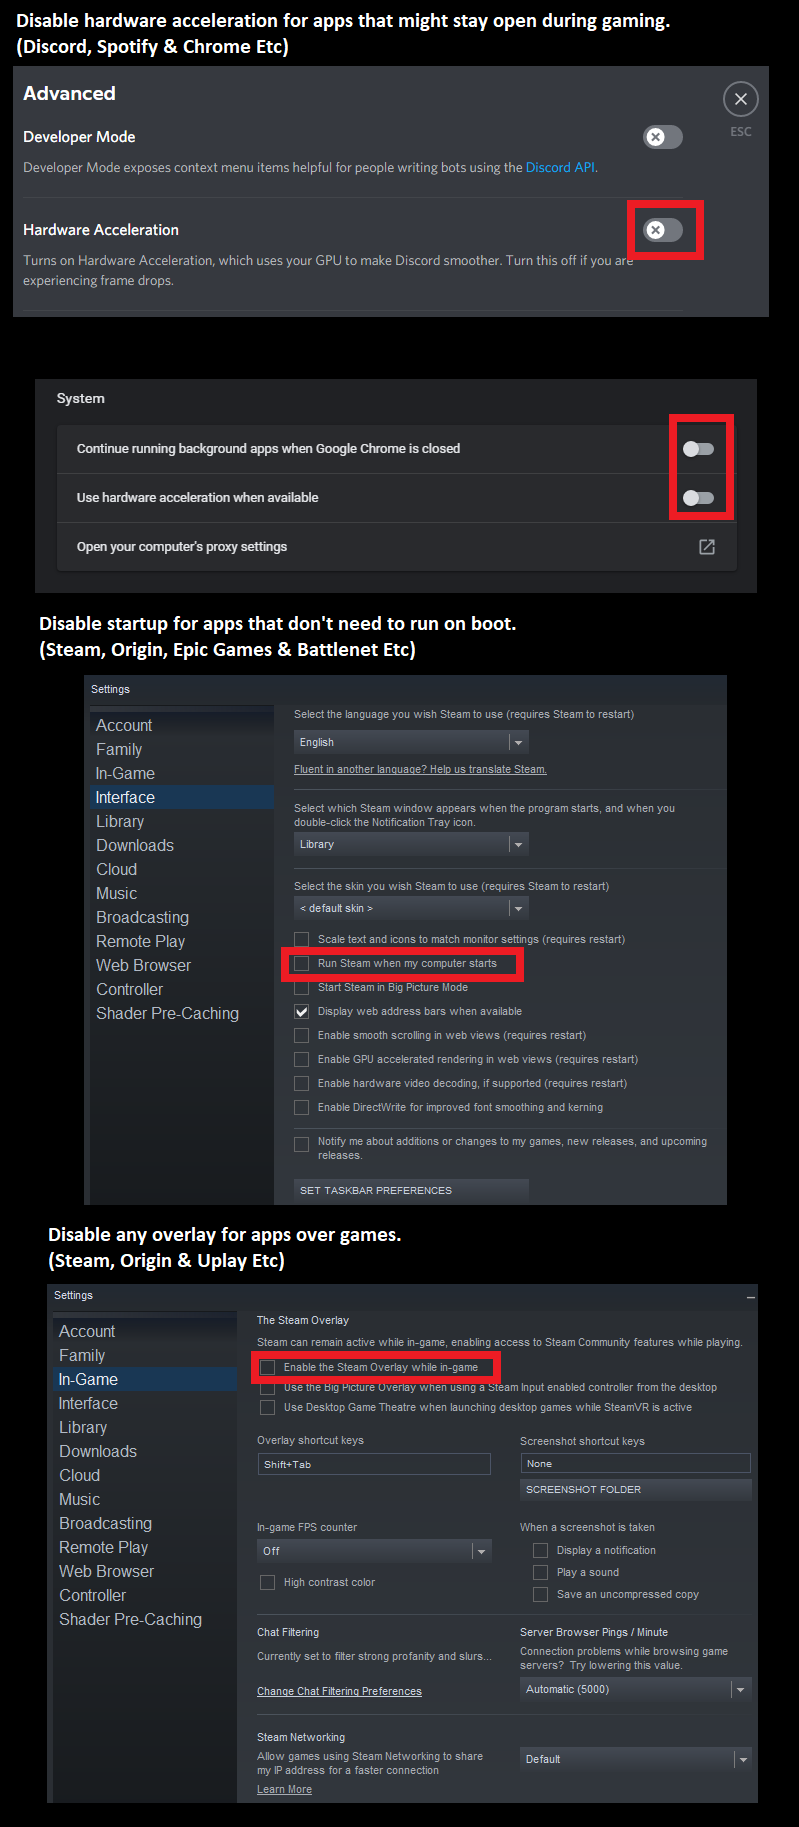 Disable hardware acceleration for apps that might stay open during gaming.
(Discord, Spotify & Chrome Etc)
Advanced
ESC
Developer Mode
Developer Mode exposes context menu items helpful for people writing bots using the Discord API.
Hardware Acceleration
Turns on Hardware Acceleration, which uses your GPU to make Discord smoother. Turn this off if you are
experiencing frame drops.
System
Continue running background apps when Google Chrome is closed
Use hardware acceleration when available
Open your computer's proxy settings
Disable startup for apps that don't need to run on boot.
(Steam, Origin, Epic Games & Battlenet Etc)
Settings
Account
Family
In-Game
Interface
Library
Downloads
Cloud
Music
Broadcasting
Remote Play
Web Browser
Controller
Shader Pre-Caching
Select the language you wish Steam to use (requires Steam to restart)
English
Fluent in another language? Help us translate Steam.
Select which Steam window appears when the program starts, and when you
double-click the Notification Tray icon.
Library
Select the skin you wish Steam to use (requires Steam to restart)
< default skin >
Scale text and icons to match monitor settings (requires restart)
Run Steam when my computer starts
Start Steam in Big Picture Mode
Display web address bars when available
Enable smooth scrolling in web views (requires restart)
Enable GPU accelerated rendering in web views (requires restart)
Enable hardware video decoding, if supported (requires restart)
Enable DirectWrite for improved font smoothing and kerning
Notify me about additions or changes to my games, new releases, and upcoming
releases.
SET TASKBAR PREFERENCES
Disable any overlay for apps over games.
(Steam, Origin & Uplay Etc)
Settings
Account
Family
In-Game
Interface
Library
Downloads
Cloud
Music
Broadcasting
Remote Play
Web Browser
Controller
Shader Pre-Caching
The Steam Overlay
Steam can remain active while in-game, enabling access to Steam Community features while playing.
Enable the Steam Overlay while in-game
Use the Big Picture Overlay when using a Steam Input enabled controller from the desktop
Use Desktop Game Theatre when launching desktop games while SteamVR is active
Overlay shortcut keys
Shift+Tab
Screenshot shortcut keys
None
SCREENSHOT FOLDER
In-game FPS counter
Off
High contrast color
When a screenshot is taken
Display a notification
Play a sound
Save an uncompressed copy
Chat Filtering
Currently set to filter strong profanity and slurs...
Change Chat Filtering Preferences
Server Browser Pings / Minute
Connection problems while browsing game
servers? Try lowering this value.
Automatic (5000)
Steam Networking
Allow games using Steam Networking to share
my IP address for a faster connection
Learn More
Default